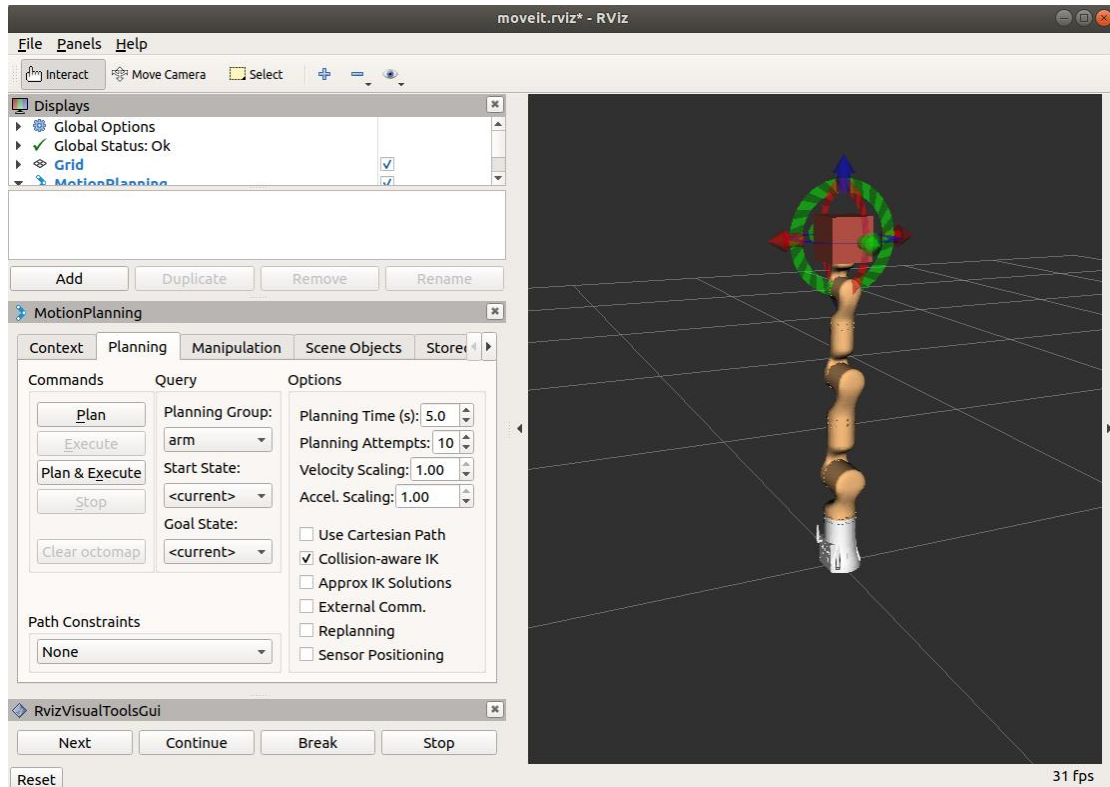 moveit.rviz* - RViz
File Panels Help
Interact Move Camera Select
Displays
Global Options
Global Status: Ok
Grid
MotionPlanning
Add Duplicate Remove Rename
MotionPlanning
Context Planning Manipulation Scene Objects
Commands Query Options
Plan
Execute
Plan & Execute
Stop
Clear octomap
Planning Group:
arm
Start State:
<current>
Goal State:
<current>
Planning Time (s): 5.0
Planning Attempts: 10
Velocity Scaling: 1.00
Accel. Scaling: 1.00
Use Cartesian Path
Collision-aware IK
Approx IK Solutions
External Comm.
Replanning
Sensor Positioning
Path Constraints
None
RvizVisualToolsGui
Next Continue Break Stop
Reset
31 fps